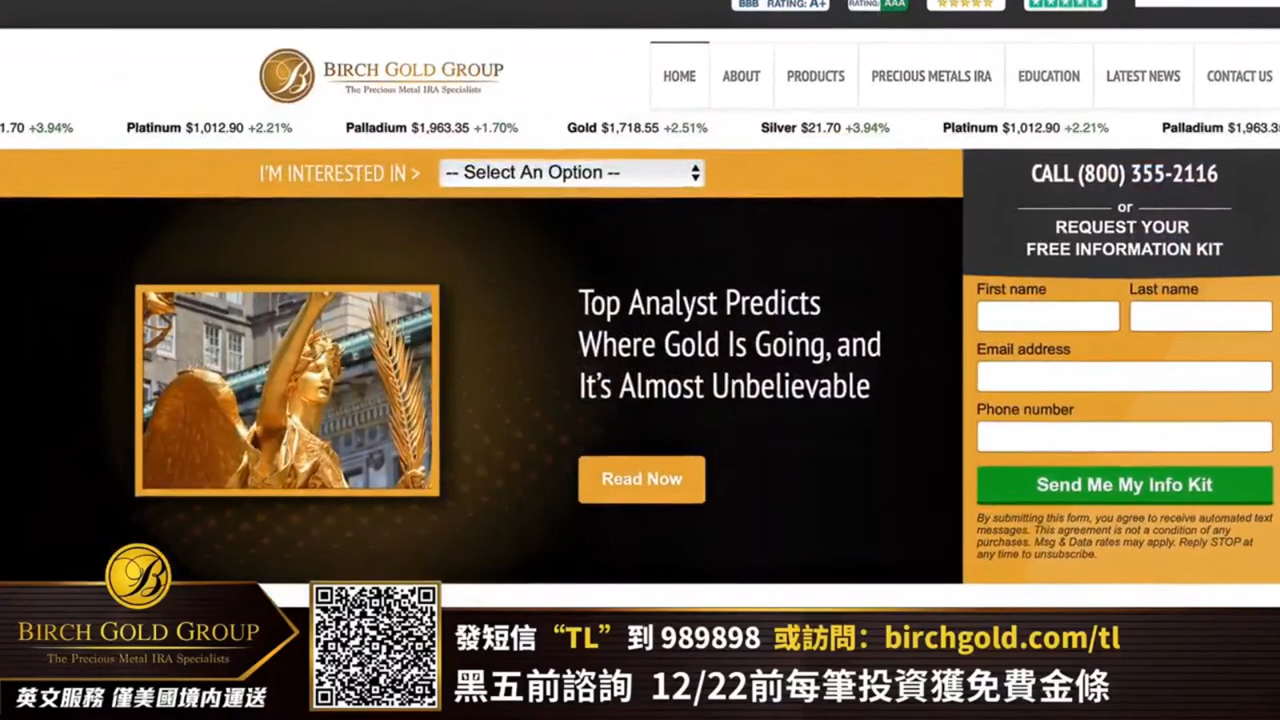 BBB RATING: A+
RATING: AAA
BIRCH GOLD GROUP
The Precious Metal IRA Specialists
HOME ABOUT PRODUCTS PRECIOUS METALS IRA EDUCATION LATEST NEWS CONTACT US
1.70 +3.94% Platinum $1,012.90 +2.21% Palladium $1,963.35 +1.70% Gold $1,718.55 +2.51% Silver $21.70 +3.94% Platinum $1,012.90 +2.21% Palladium $1,963.3
I'M INTERESTED IN > -- Select An Option --
CALL (800) 355-2116
or
REQUEST YOUR
FREE INFORMATION KIT
First name Last name
Email address
Phone number
Send Me My Info Kit
By submitting this form, you agree to receive automated text
messages. This agreement is not a condition of any
purchases. Msg & Data rates may apply. Reply STOP at
any time to unsubscribe.
Top Analyst Predicts
Where Gold Is Going, and
It's Almost Unbelievable
Read Now
B
BIRCH GOLD GROUP
The Precious Metal IRA Specialists
英文服務 僅美國境内運送
發短信“TL”到 989898 或訪問：birchgold.com/tl
黑五前諮詢 12/22前每筆投資獲免費金條